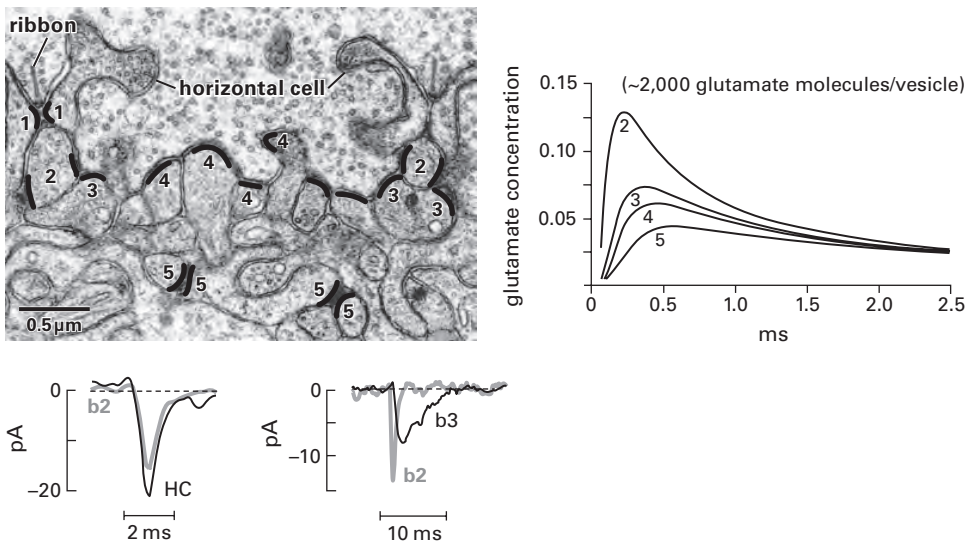 ribbon
horizontal cell
1 1
2
3
4
4
4
4
2
3
3
5 5
5
5
0.5μm
glutamate concentration
(~2,000 glutamate molecules/vesicle)
0.15
0.10
0.05
2
3
4
5
0 0.5 1.0 1.5 2.0 2.5
ms
pA
0
−20
b2
HC
2 ms
pA
0
−10
b3
b2
10 ms